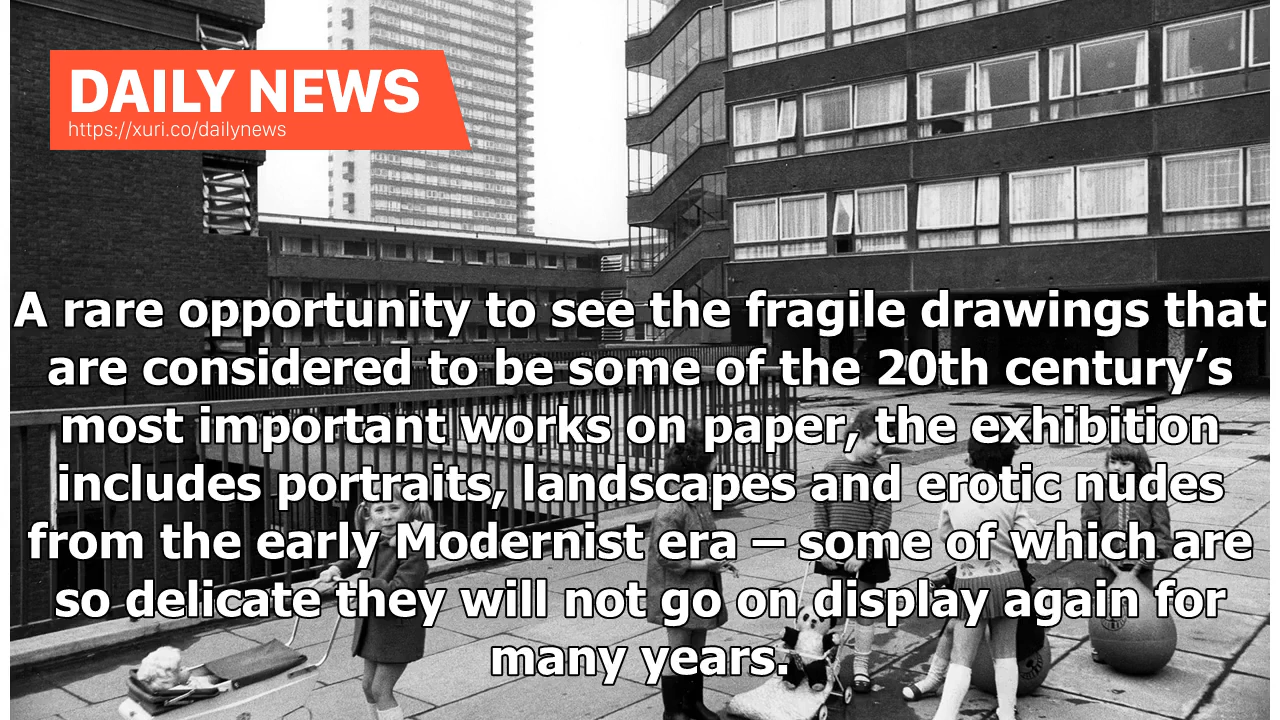 DAILY NEWS
https://xuri.co/dailynews
A rare opportunity to see the fragile drawings that
are considered to be some of the 20th century’s
most important works on paper, the exhibition
includes portraits, landscapes and erotic nudes
from the early Modernist era – some of which are
so delicate they will not go on display again for
many years.